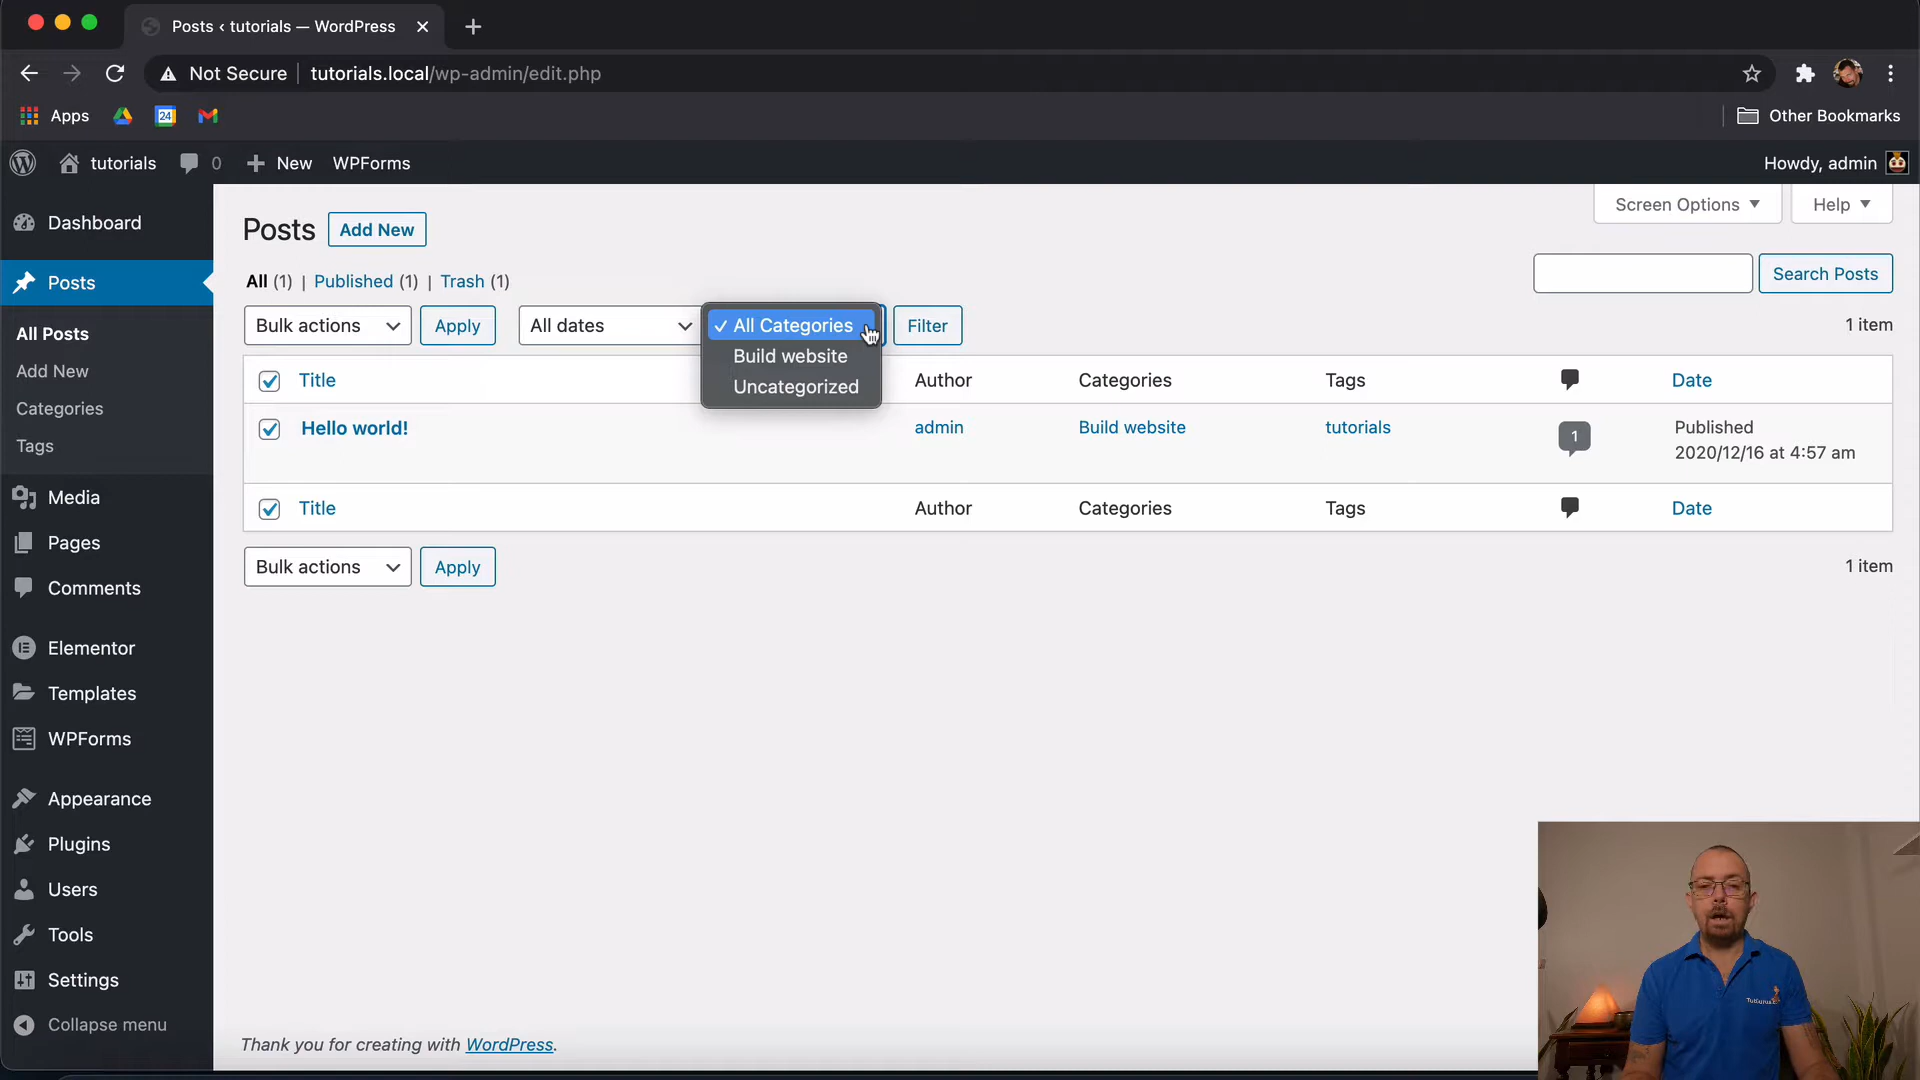 Posts ‹ tutorials — WordPress
Not Secure
tutorials.local/wp-admin/edit.php
Apps
24
Other Bookmarks
tutorials
0
New
WPForms
Howdy, admin
Dashboard
Posts
All Posts
Add New
Categories
Tags
Media
Pages
Comments
Elementor
Templates
WPForms
Appearance
Plugins
Users
Tools
Settings
Collapse menu
Screen Options
Help
Posts
Add New
All (1) | Published (1) | Trash (1)
Search Posts
Bulk actions
Apply
All dates
All Categories
Build website
Uncategorized
Filter
1 item
Title
Author
Categories
Tags
Date
Hello world!
admin
Build website
tutorials
1
Published
2020/12/16 at 4:57 am
Title
Author
Categories
Tags
Date
Bulk actions
Apply
1 item
Thank you for creating with WordPress.